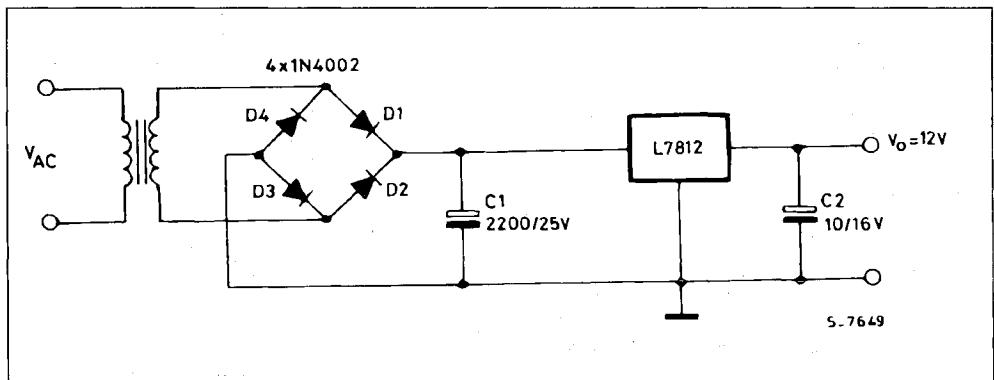 4x1N4002
D4
D1
VAC
D3
D2
C1
2200/25V
L7812
Vo=12V
C2
10/16V
S-7649